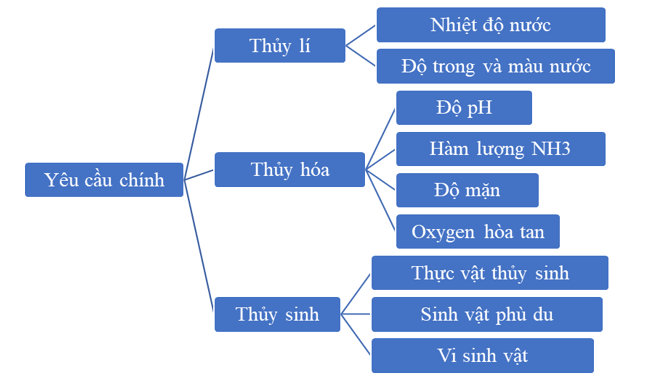 Yêu cầu chính
Thủy lí
Nhiệt độ nước
Độ trong và màu nước
Thủy hóa
Độ pH
Hàm lượng NH3
Độ mặn
Oxygen hòa tan
Thủy sinh
Thực vật thủy sinh
Sinh vật phù du
Vi sinh vật